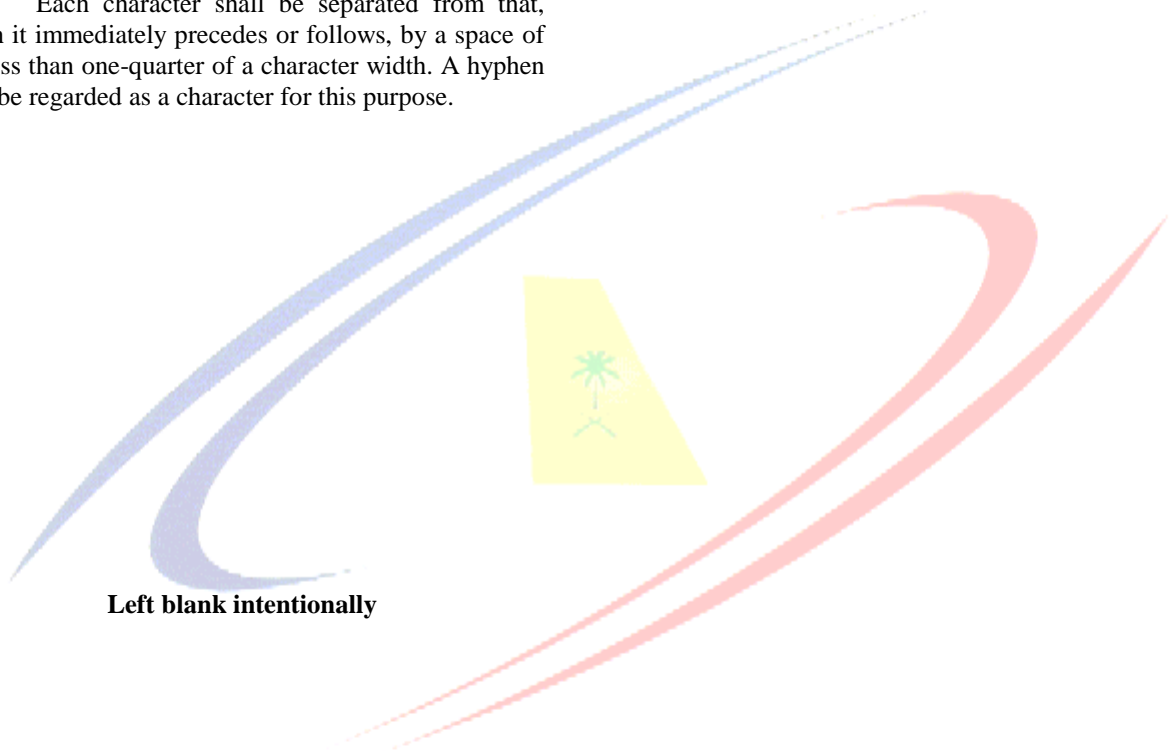 Each character shall be separated from that,
it immediately precedes or follows, by a space of
than one-quarter of a character width. A hyphen
be regarded as a character for this purpose.
Left blank intentionally